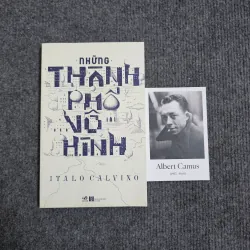 NHỮNG
THÀNH
PHỐ
VÔ
HÌNH
ITALO CALVINO
Albert Camus